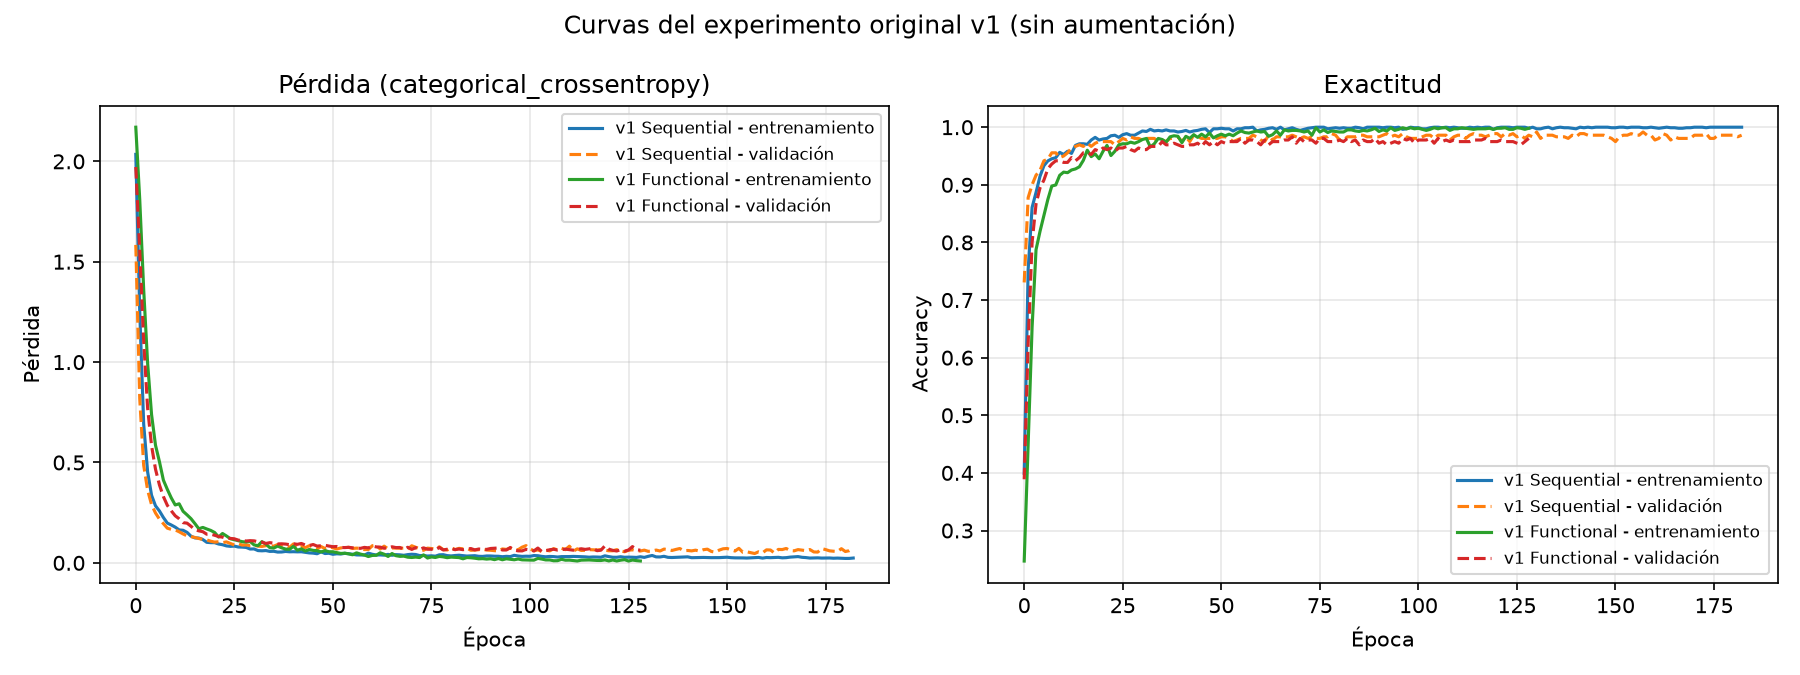 Curvas del experimento original v1 (sin aumentación)
Pérdida (categorical_crossentropy)
v1 Sequential - entrenamiento
v1 Sequential - validación
v1 Functional - entrenamiento
v1 Functional - validación
2.0
1.5
1.0
0.5
0.0
Pérdida
0 25 50 75 100 125 150 175
Época
Exactitud
1.0
0.9
0.8
0.7
0.6
0.5
0.4
0.3
Accuracy
v1 Sequential - entrenamiento
v1 Sequential - validación
v1 Functional - entrenamiento
v1 Functional - validación
0 25 50 75 100 125 150 175
Época